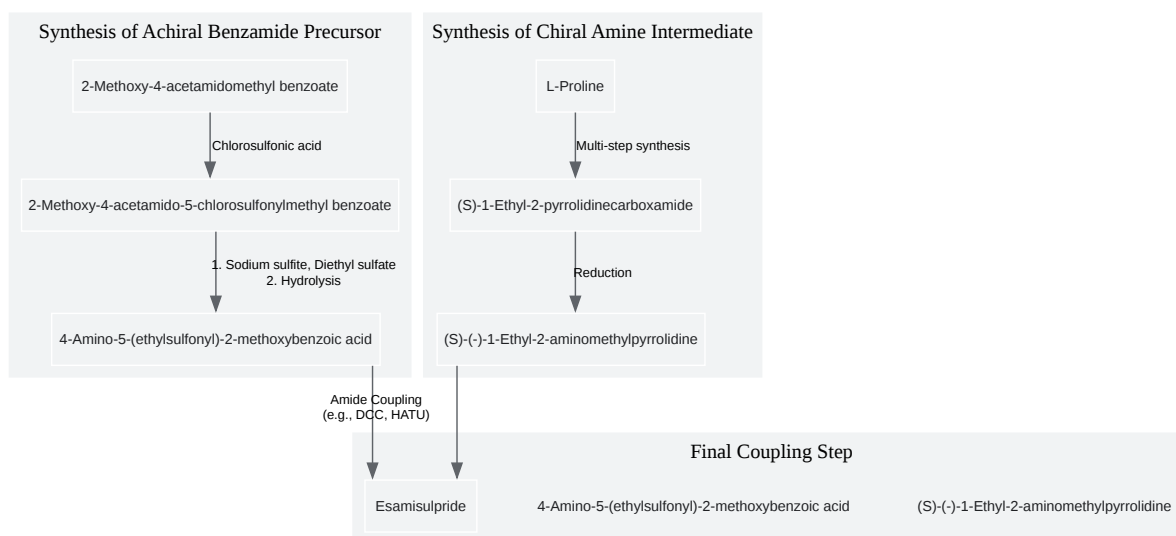 Synthesis of Achiral Benzamide Precursor
2-Methoxy-4-acetamidomethyl benzoate
Chlorosulfonic acid
2-Methoxy-4-acetamido-5-chlorosulfonylmethyl benzoate
1. Sodium sulfite, Diethyl sulfate
2. Hydrolysis
4-Amino-5-(ethylsulfonyl)-2-methoxybenzoic acid
Synthesis of Chiral Amine Intermediate
L-Proline
Multi-step synthesis
(S)-1-Ethyl-2-pyrrolidinecarboxamide
Reduction
(S)-(-)-1-Ethyl-2-aminomethylpyrrolidine
Amide Coupling
(e.g., DCC, HATU)
Final Coupling Step
Esamisulpride
4-Amino-5-(ethylsulfonyl)-2-methoxybenzoic acid
(S)-(-)-1-Ethyl-2-aminomethylpyrrolidine